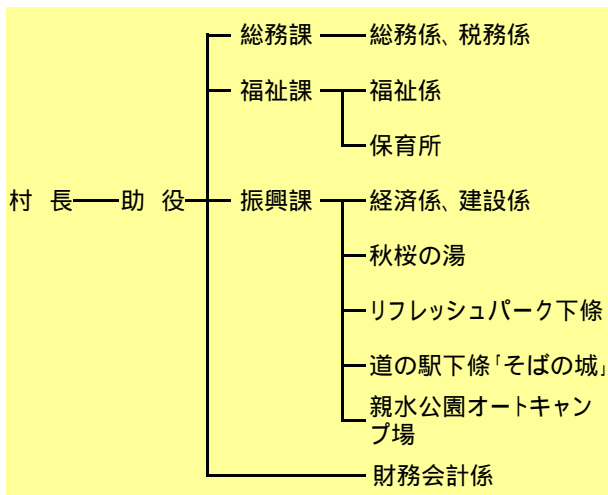 総務課 総務係、税務係
福祉課 福祉係
保育所
村 長 助 役 振興課 経済係、建設係
秋桜の湯
リフレッシュパーク下條
道の駅下條「そばの城」
親水公園オートキャン
プ場
財務会計係